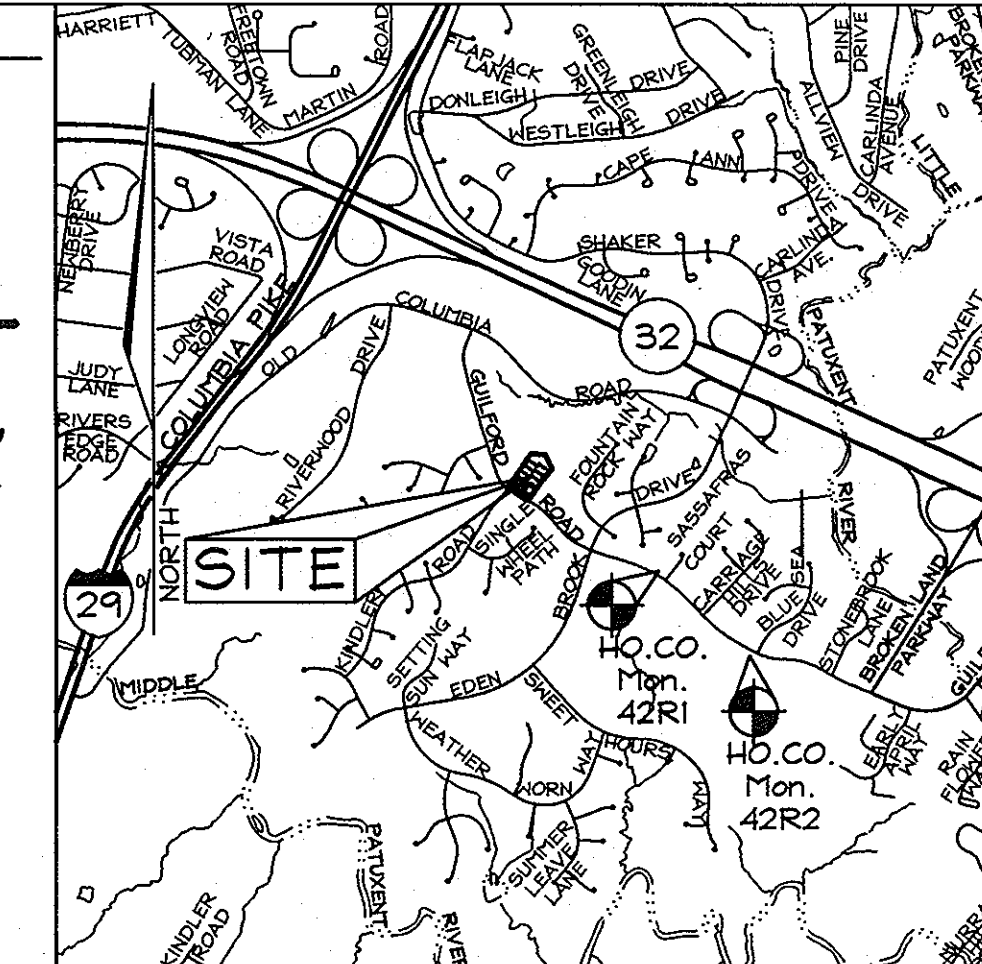 HARRIETT
TUBMAN LANE
FREETOWN
ROAD
MARTIN
ROAD
FLAPJACK
LANE
DONLEIGH
DRIVE
GREENLEIGH
DRIVE
WESTLEIGH
DRIVE
CAPE
ANN
DRIVE
PINE
DRIVE
ALLVIEW
DRIVE
CARLINDA
AVENUE
BROKEN
PARKWAY
LITTLE
PATUXENT
RIVER
NEWBERRY
DRIVE
VISTA
ROAD
LONGVIEW
ROAD
JUDY
LANE
RIVERS
EDGE
ROAD
COLUMBIA PIKE
OLD
COLUMBIA
ROAD
SHAKER
DRIVE
GOODIN
LANE
CARLINDA
AVE.
32
PATUXENT
WOOD
RIVERWOOD
DRIVE
GUILFORD
ROAD
FOUNTAIN
ROCK WAY
DRIVE
SASSAFRAS
COURT
CARRIAGE
HILLS
DRIVE
BLUE SEA
DRIVE
STONEBROOK
LANE
BROKEN LAND
PARKWAY
NORTH
29
SITE
KINDLER
ROAD
SINGLE
WHEEL
PATH
EDEN
BROOK
SETTING
SUN WAY
SWEET
HOURS
WAY
WEATHER
WORN
WAY
HO.CO.
Mon.
42R1
HO.CO.
Mon.
42R2
EARLY
APRIL
WAY
RAIN
SUMMER
LEAVE
LANE
MIDDLE
PATUXENT
RIVER
KINDLER
ROAD